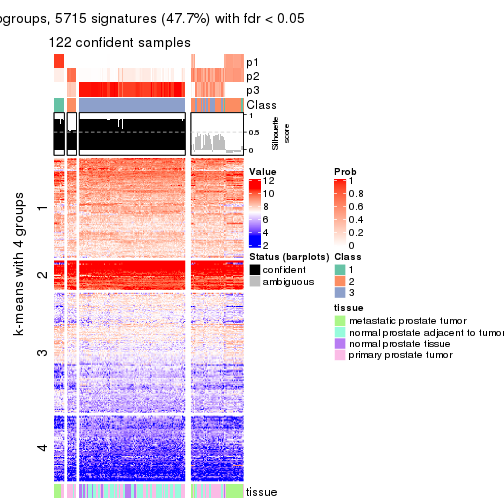 ogroups, 5715 signatures (47.7%) with fdr < 0.05
122 confident samples
p1
p2
p3
Class
1
0.5
0
Silhouette
score
k-means with 4 groups
1
2
3
4
Value
12
10
8
6
4
2
Prob
1
0.8
0.6
0.4
0.2
0
Status (barplots)
confident
ambiguous
Class
1
2
3
tissue
metastatic prostate tumor
normal prostate adjacent to tumor
normal prostate tissue
primary prostate tumor
tissue